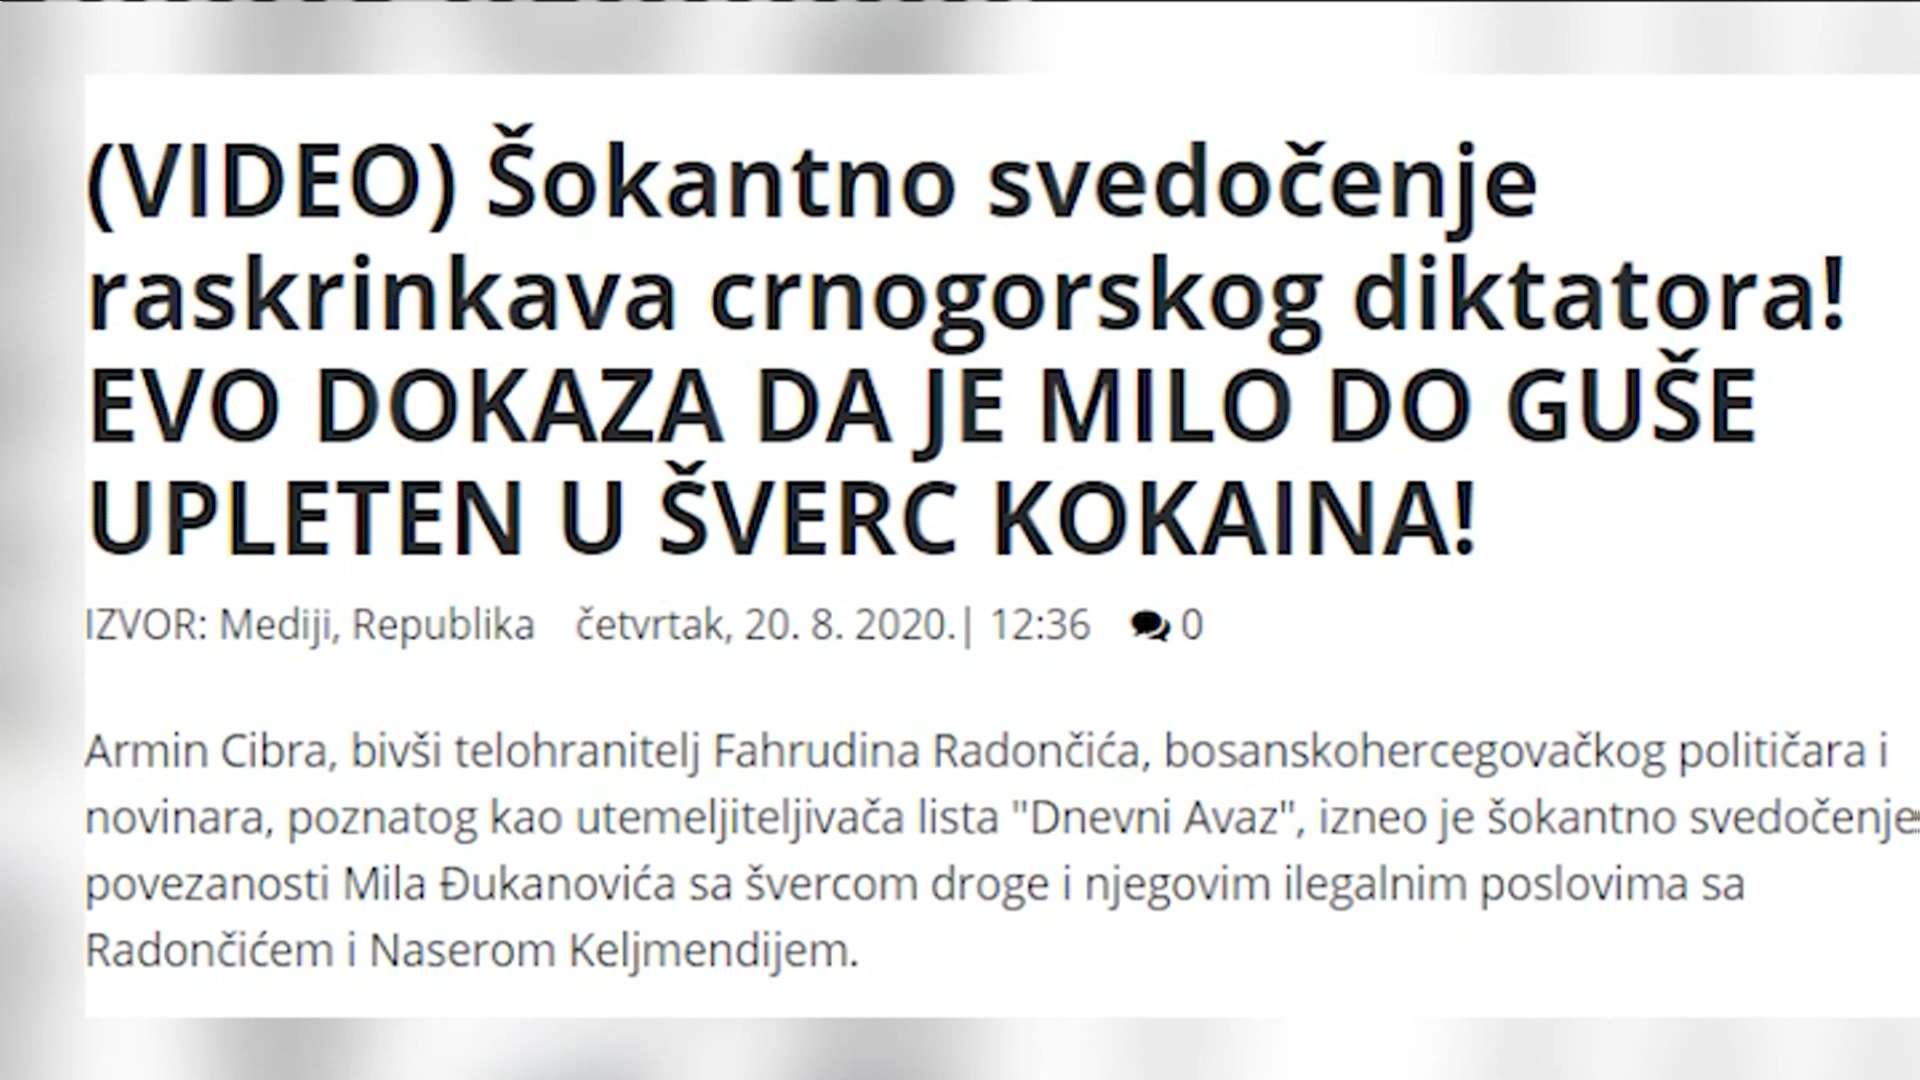 (VIDEO) Šokantno svedočenje
raskrinkava crnogorskog diktatora!
EVO DOKAZA DA JE MILO DO GUŠE
UPLETEN U ŠVERC KOKAINA!
IZVOR: Mediji, Republika četvrtak, 20. 8. 2020.| 12:36 0
Armin Cibra, bivši telohranitelj Fahrudina Radončića, bosanskohercegovačkog političara i
novinara, poznatog kao utemeljiteljivača lista "Dnevni Avaz", izneo je šokantno svedočenje
povezanosti Mila Đukanovića sa švercom droge i njegovim ilegalnim poslovima sa
Radončićem i Naserom Keljmendijem.